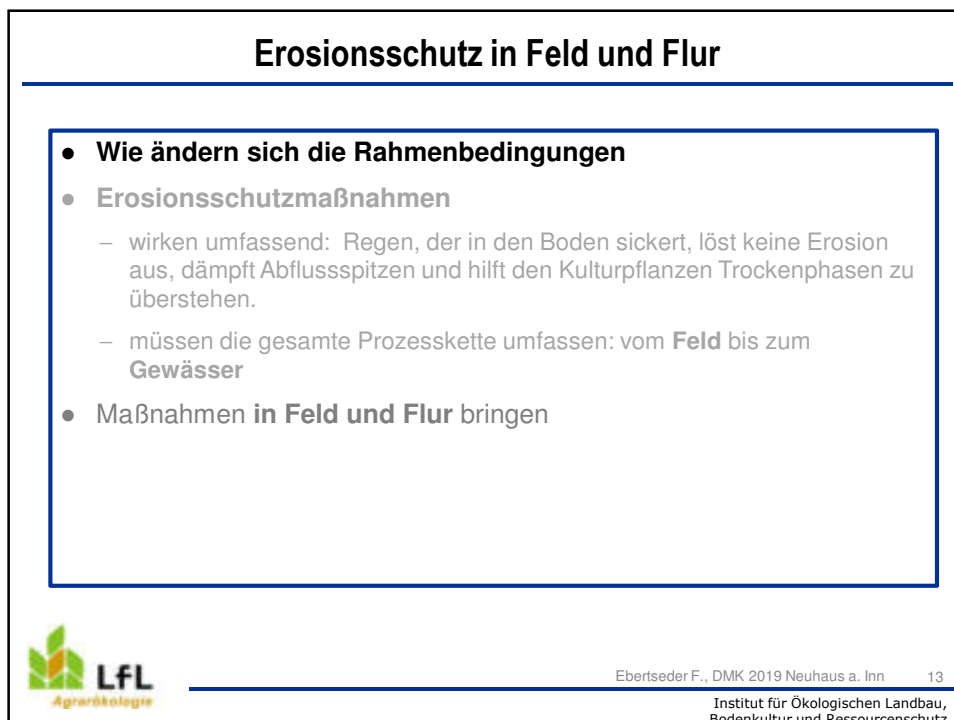 Erosionsschutz in Feld und Flur
● Wie ändern sich die Rahmenbedingungen
● Erosionsschutzmaßnahmen
– wirken umfassend: Regen, der in den Boden sickert, löst keine Erosion
aus, dämpft Abflussspitzen und hilft den Kulturpflanzen Trockenphasen zu
überstehen.
– müssen die gesamte Prozesskette umfassen: vom Feld bis zum
Gewässer
● Maßnahmen in Feld und Flur bringen
LfL
Agrarökologie
Ebertseder F., DMK 2019 Neuhaus a. Inn 13
Institut für Ökologischen Landbau,
Bodenkultur und Ressourcenschutz